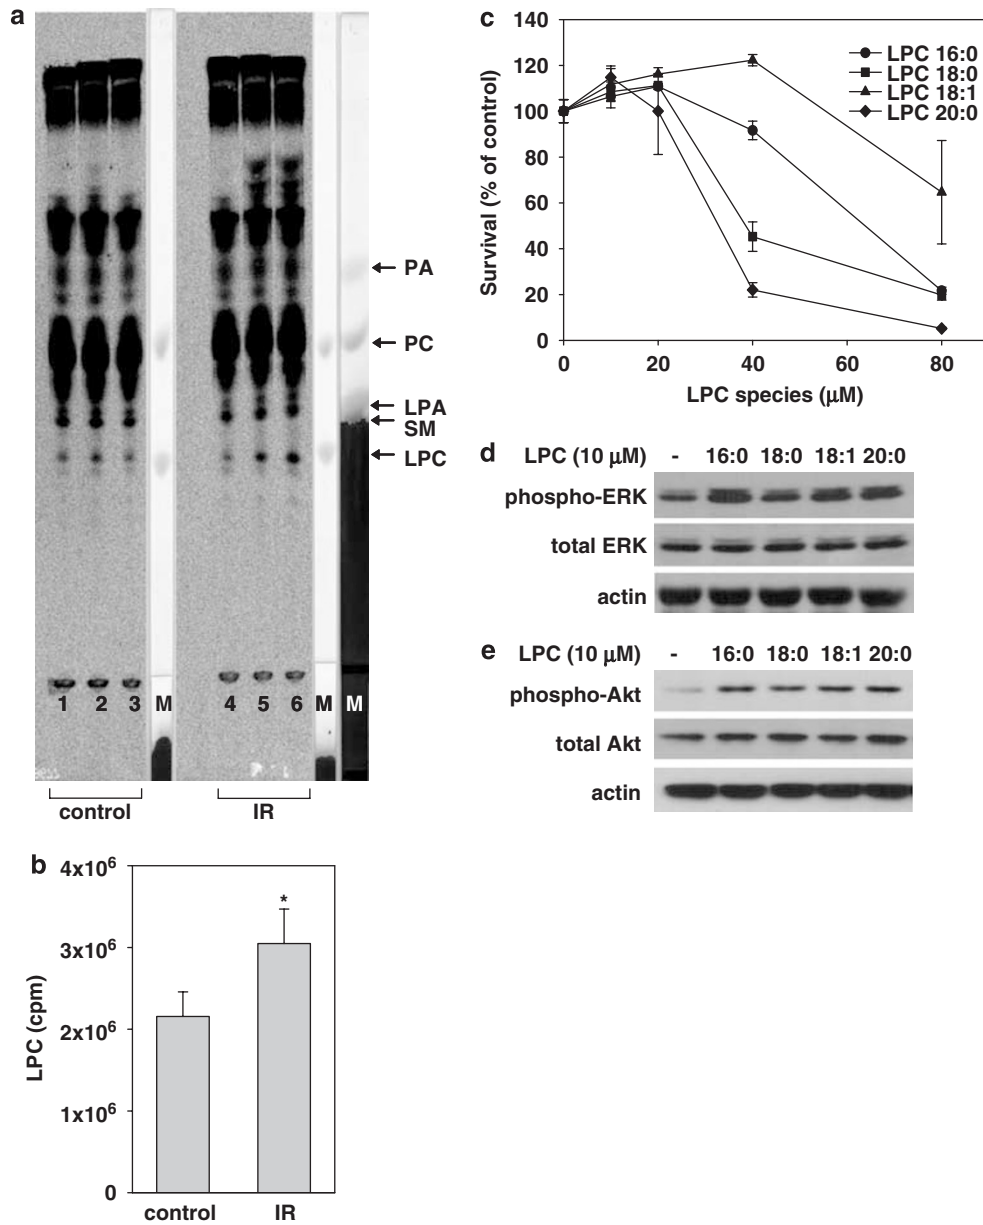 a
PA
PC
LPA
SM
LPC
1 2 3 M 4 5 6 M M
control IR
b
4x10⁶
3x10⁶
2x10⁶
1x10⁶
0
LPC (cpm)
*
control IR
c
140
120
100
80
60
40
20
0
Survival (% of control)
LPC 16:0
LPC 18:0
LPC 18:1
LPC 20:0
0 20 40 60 80
LPC species (μM)
d
LPC (10 μM) - 16:0 18:0 18:1 20:0
phospho-ERK
total ERK
actin
e
LPC (10 μM) - 16:0 18:0 18:1 20:0
phospho-Akt
total Akt
actin